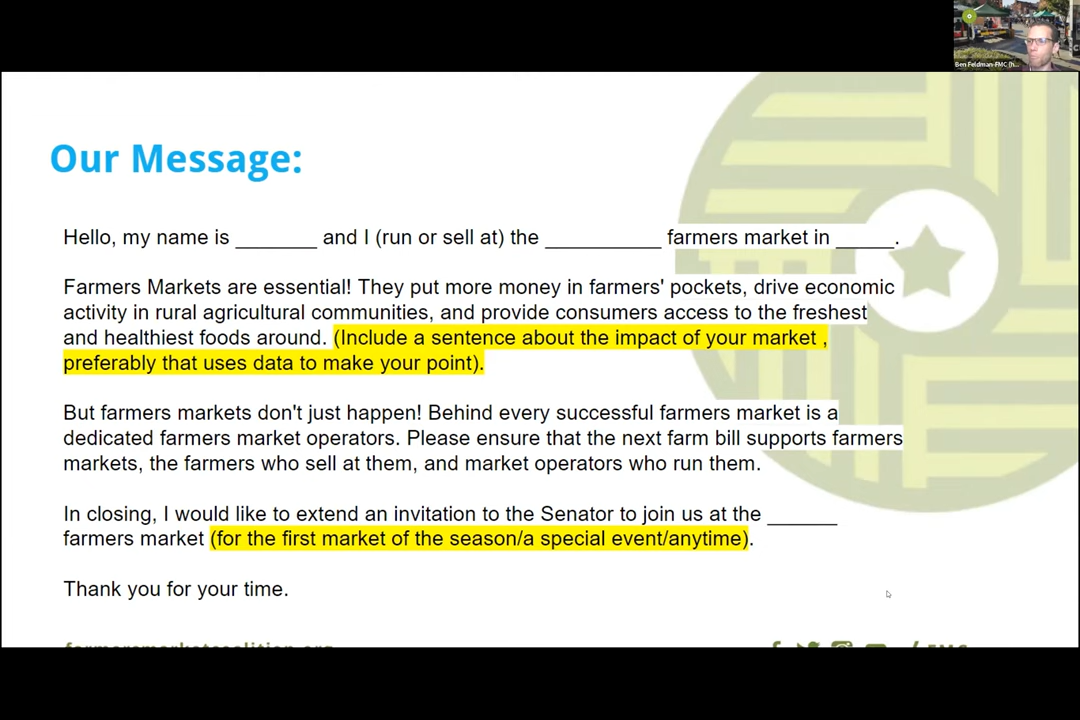 Ben Feldman-FMC (h...
Our Message:
Hello, my name is ________ and I (run or sell at) the __________ farmers market in _____.
Farmers Markets are essential! They put more money in farmers' pockets, drive economic
activity in rural agricultural communities, and provide consumers access to the freshest
and healthiest foods around. (Include a sentence about the impact of your market ,
preferably that uses data to make your point).
But farmers markets don't just happen! Behind every successful farmers market is a
dedicated farmers market operators. Please ensure that the next farm bill supports farmers
markets, the farmers who sell at them, and market operators who run them.
In closing, I would like to extend an invitation to the Senator to join us at the ______
farmers market (for the first market of the season/a special event/anytime).
Thank you for your time.
farmersmarketcoalition.org
/FMC